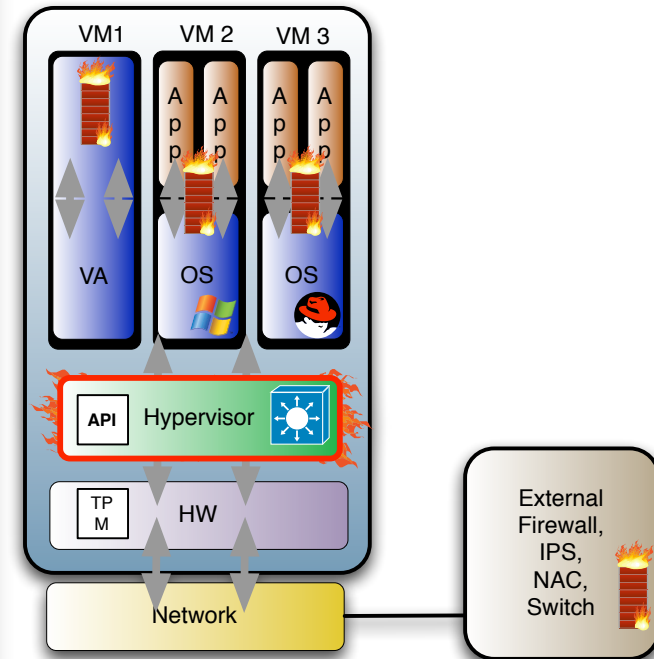 VM1
VM 2
VM 3
A
p
p
A
p
p
A
p
p
A
p
p
VA
OS
OS
API
Hypervisor
TP
M
HW
Network
External
Firewall,
IPS,
NAC,
Switch